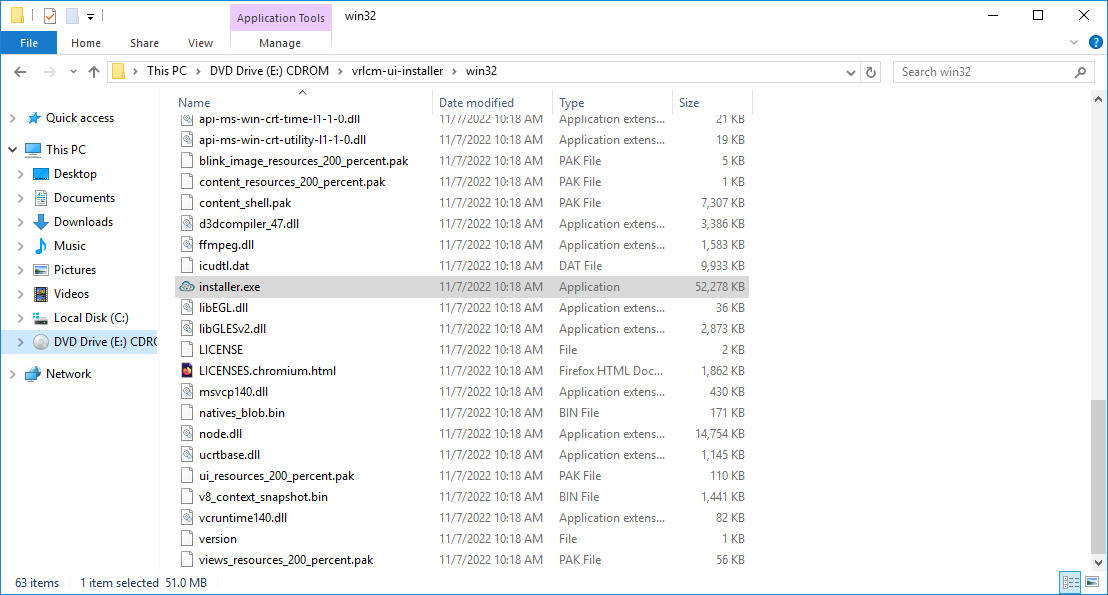 Application Tools
win32
File
Home
Share
View
Manage
This PC
DVD Drive (E:) CDROM
vrlcm-ui-installer
win32
Search win32
Quick access
This PC
Desktop
Documents
Downloads
Music
Pictures
Videos
Local Disk (C:)
DVD Drive (E:) CDRO
Network
Name Date modified Type Size
api-ms-win-crt-time-l1-1-0.dll 11/7/2022 10:18 AM Application extens... 21 KB
api-ms-win-crt-utility-l1-1-0.dll 11/7/2022 10:18 AM Application extens... 19 KB
blink_image_resources_200_percent.pak 11/7/2022 10:18 AM PAK File 5 KB
content_resources_200_percent.pak 11/7/2022 10:18 AM PAK File 1 KB
content_shell.pak 11/7/2022 10:18 AM PAK File 7,307 KB
d3dcompiler_47.dll 11/7/2022 10:18 AM Application extens... 3,386 KB
ffmpeg.dll 11/7/2022 10:18 AM Application extens... 1,583 KB
icudtl.dat 11/7/2022 10:18 AM DAT File 9,933 KB
installer.exe 11/7/2022 10:18 AM Application 52,278 KB
libEGL.dll 11/7/2022 10:18 AM Application extens... 36 KB
libGLESv2.dll 11/7/2022 10:18 AM Application extens... 2,873 KB
LICENSE 11/7/2022 10:18 AM File 2 KB
LICENSES.chromium.html 11/7/2022 10:18 AM Firefox HTML Doc... 1,862 KB
msvcp140.dll 11/7/2022 10:18 AM Application extens... 430 KB
natives_blob.bin 11/7/2022 10:18 AM BIN File 171 KB
node.dll 11/7/2022 10:18 AM Application extens... 14,754 KB
ucrtbase.dll 11/7/2022 10:18 AM Application extens... 1,145 KB
ui_resources_200_percent.pak 11/7/2022 10:18 AM PAK File 110 KB
v8_context_snapshot.bin 11/7/2022 10:18 AM BIN File 1,441 KB
vcruntime140.dll 11/7/2022 10:18 AM Application extens... 82 KB
version 11/7/2022 10:18 AM File 1 KB
views_resources_200_percent.pak 11/7/2022 10:18 AM PAK File 56 KB
63 items 1 item selected 51.0 MB